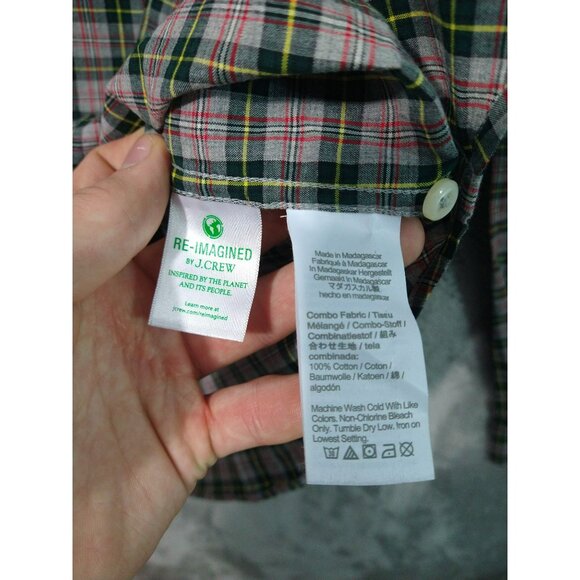 RE-IMAGINED
BY J.CREW
INSPIRED BY THE PLANET
AND ITS PEOPLE.
Learn more at
jcrew.com/reimagined
Made in Madagascar
Fabriqué à Madagascar
In Madagaskar Hergestellt
Gemaakt in Madagascar
マダガスカル製
hecho en madagascar
Combo Fabric / Tissu
Mélangé / Combo-Stoff /
Combinatiestof / 組み
合わせ生地 / tela
combinada:
100% Cotton / Coton /
Baumwolle / Katoen / 綿 /
algodón
Machine Wash Cold With Like
Colors. Non-Chlorine Bleach
Only. Tumble Dry Low. Iron on
Lowest Setting.